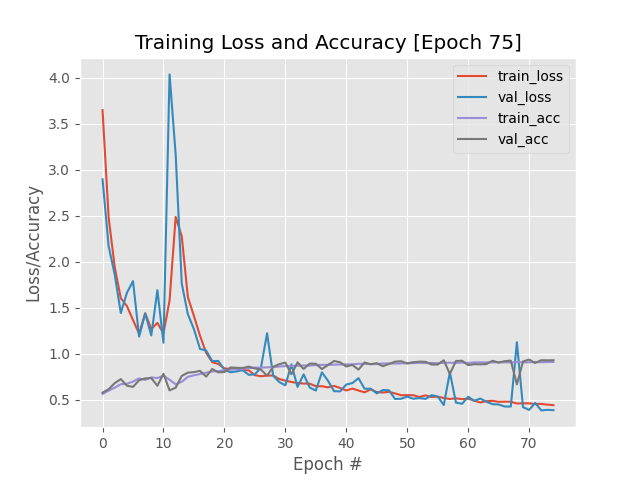 Training Loss and Accuracy [Epoch 75]
train_loss
val_loss
train_acc
val_acc
4.0
3.5
3.0
2.5
2.0
1.5
1.0
0.5
Loss/Accuracy
0 10 20 30 40 50 60 70
Epoch #